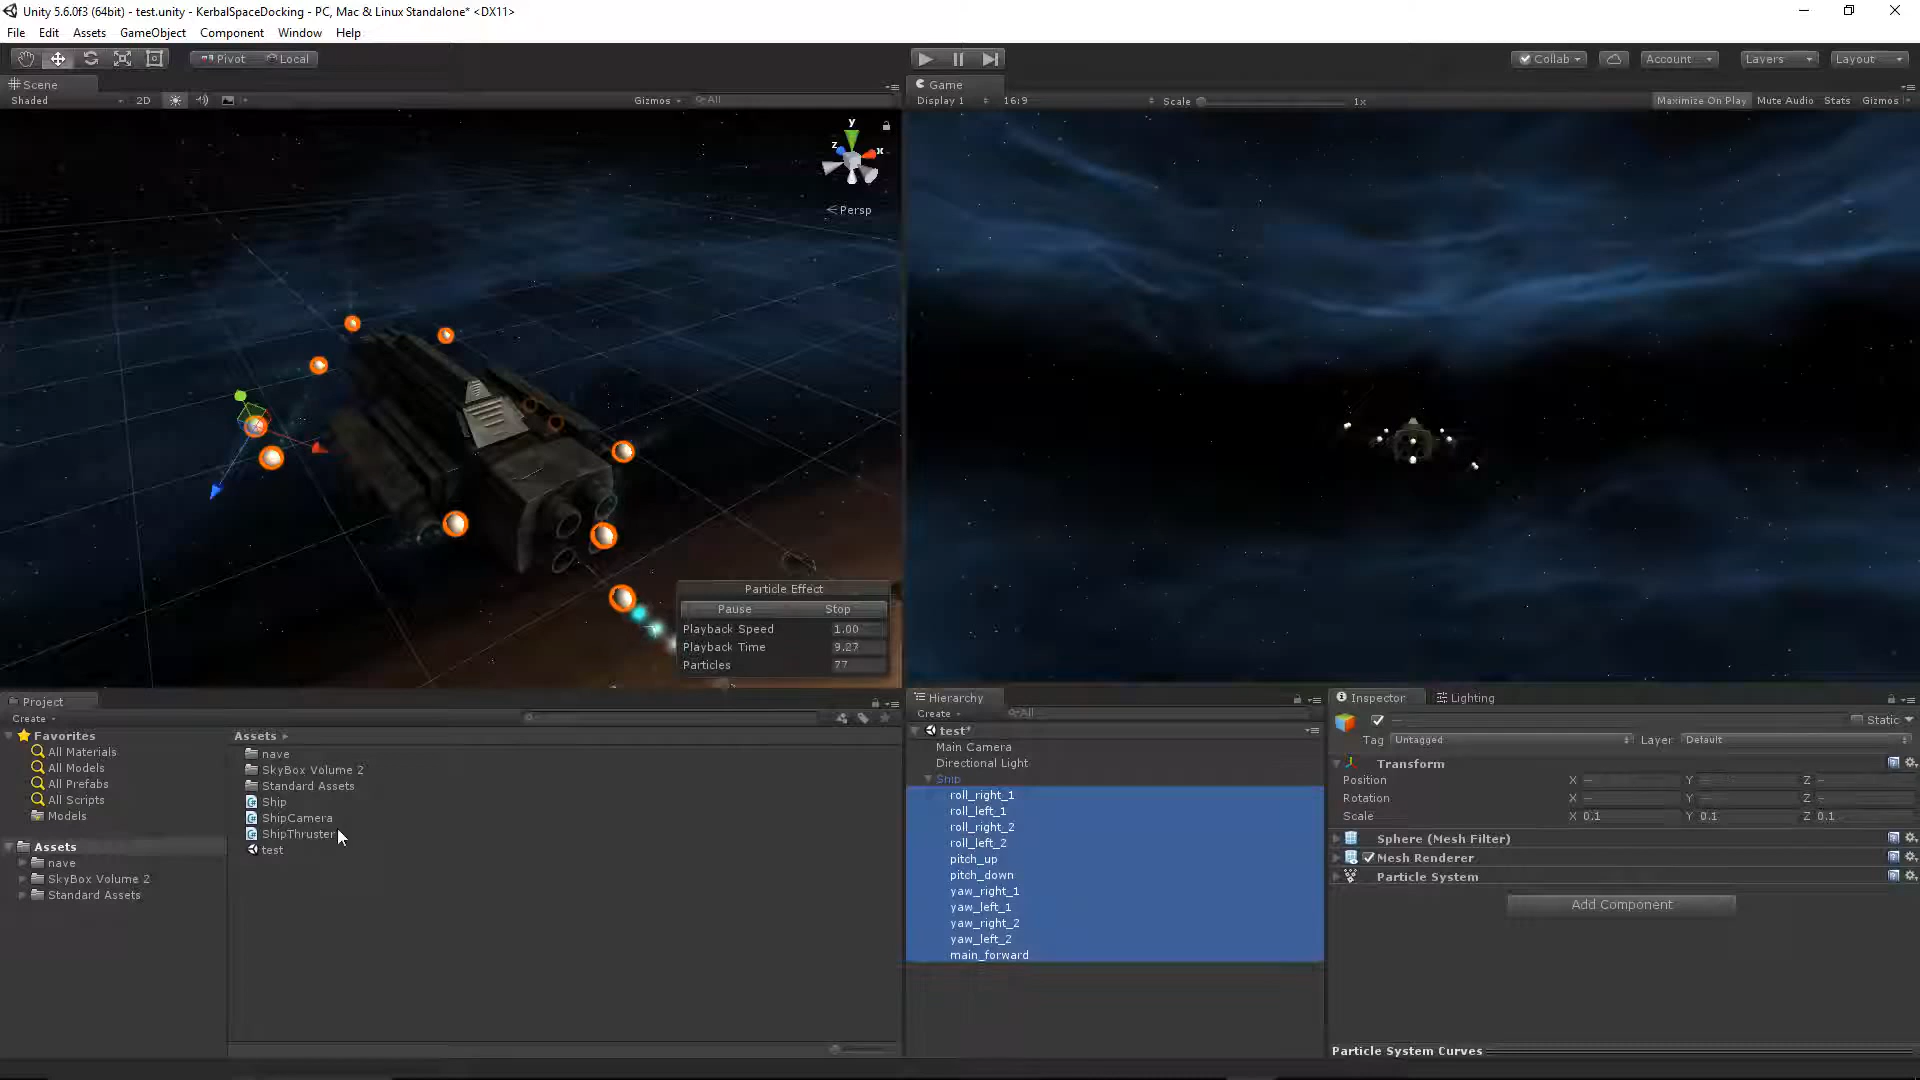 Unity 5.6.0f3 (64bit) - test.unity - KerbalSpaceDocking - PC, Mac & Linux Standalone* <DX11>
File Edit Assets GameObject Component Window Help
Pivot Local Collab Account Layers Layout
Scene
Shaded 2D Gizmos All
y
z x
Persp
Particle Effect
Pause Stop
Playback Speed 1.00
Playback Time 9.27
Particles 77
Game
Display 1 16:9 Scale 1x Maximize On Play Mute Audio Stats Gizmos
Project
Create
Favorites
All Materials
All Models
All Prefabs
All Scripts
Models
Assets
nave
SkyBox Volume 2
Standard Assets
Assets
nave
SkyBox Volume 2
Standard Assets
Ship
ShipCamera
ShipThruster
test
Hierarchy
Create All
test*
Main Camera
Directional Light
Ship
roll_right_1
roll_left_1
roll_right_2
roll_left_2
pitch_up
pitch_down
yaw_right_1
yaw_left_1
yaw_right_2
yaw_left_2
main_forward
Inspector Lighting
— Static
Tag Untagged Layer Default
Transform
Position X — Y — Z —
Rotation X — Y — Z —
Scale X 0.1 Y 0.1 Z 0.1
Sphere (Mesh Filter)
Mesh Renderer
Particle System
Add Component
Particle System Curves